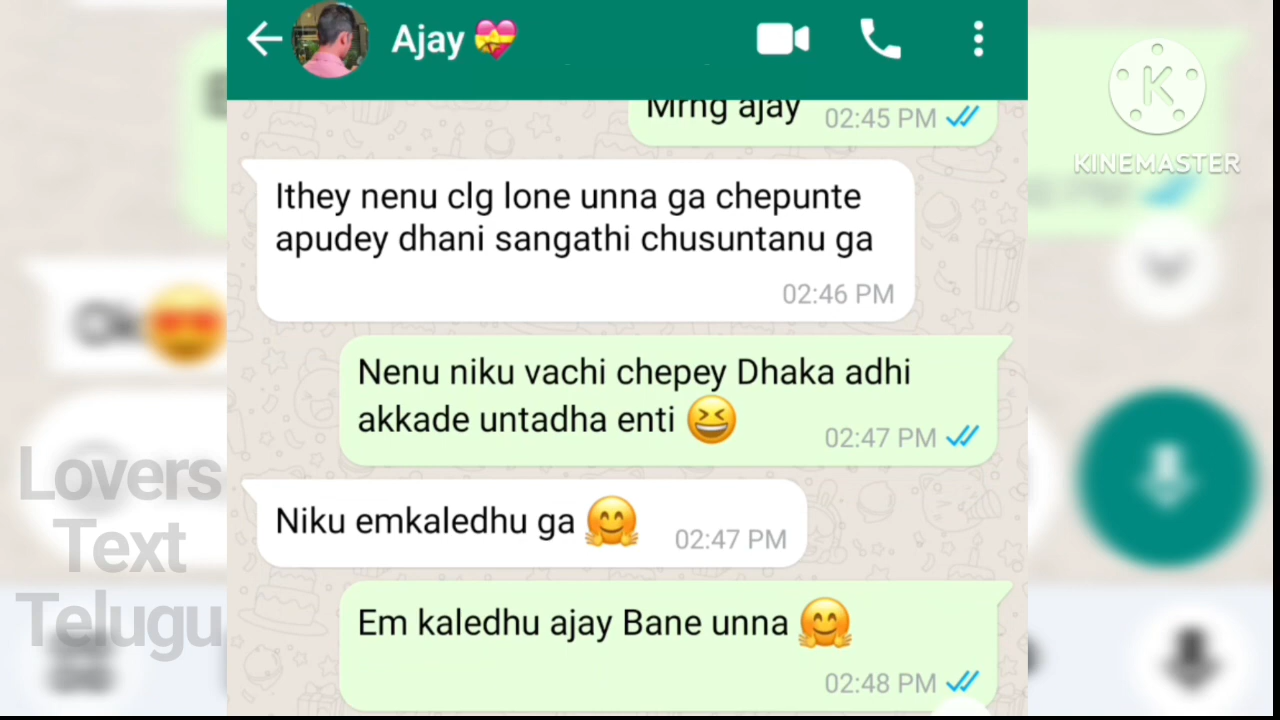 Ajay 💝
Mrng ajay 02:45 PM
Ithey nenu clg lone unna ga chepunte
apudey dhani sangathi chusuntanu ga
02:46 PM
Nenu niku vachi chepey Dhaka adhi
akkade untadha enti 😆
02:47 PM
Niku emkaledhu ga 🤗 02:47 PM
Em kaledhu ajay Bane unna 🤗
02:48 PM
K
KINEMASTER
Ok😍
Lovers
Text
Telugu